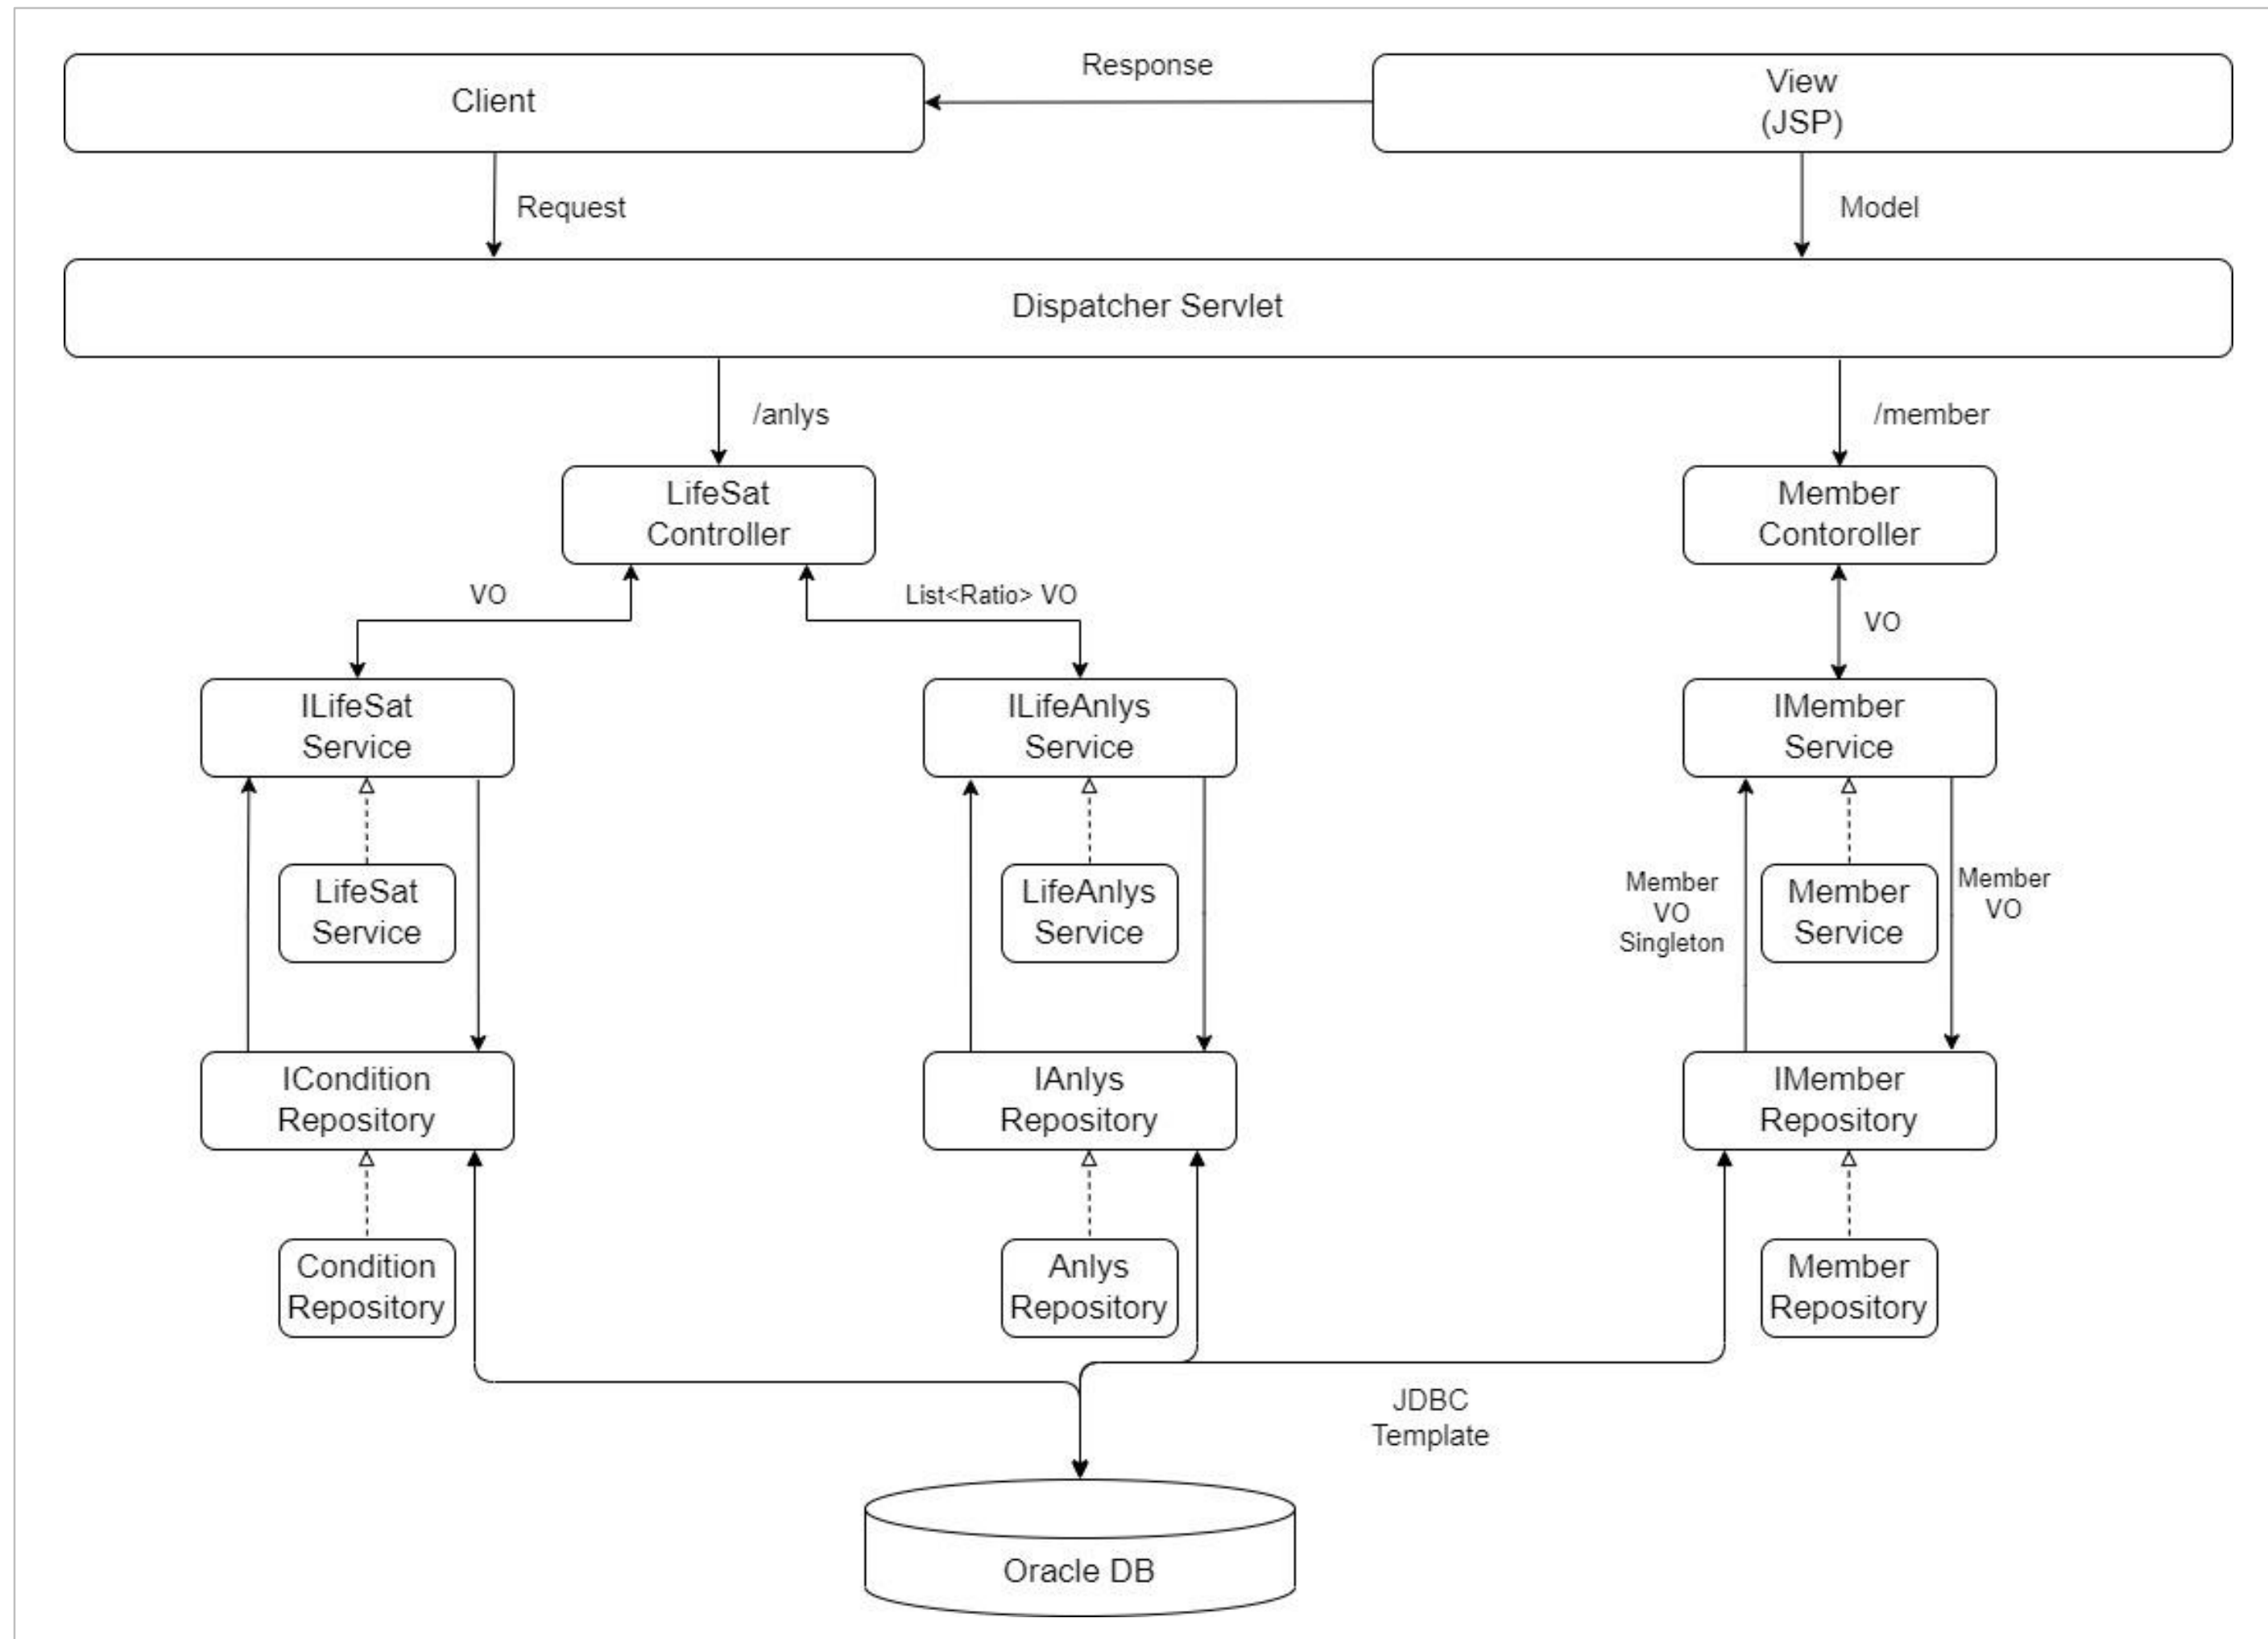 Client
Response
View
(JSP)
Request
Model
Dispatcher Servlet
/anlys
/member
LifeSat
Controller
Member
Contoroller
VO
List<Ratio> VO
VO
ILifeSat
Service
ILifeAnlys
Service
IMember
Service
LifeSat
Service
LifeAnlys
Service
Member
VO
Singleton
Member
Service
Member
VO
ICondition
Repository
IAnlys
Repository
IMember
Repository
Condition
Repository
Anlys
Repository
Member
Repository
JDBC
Template
Oracle DB